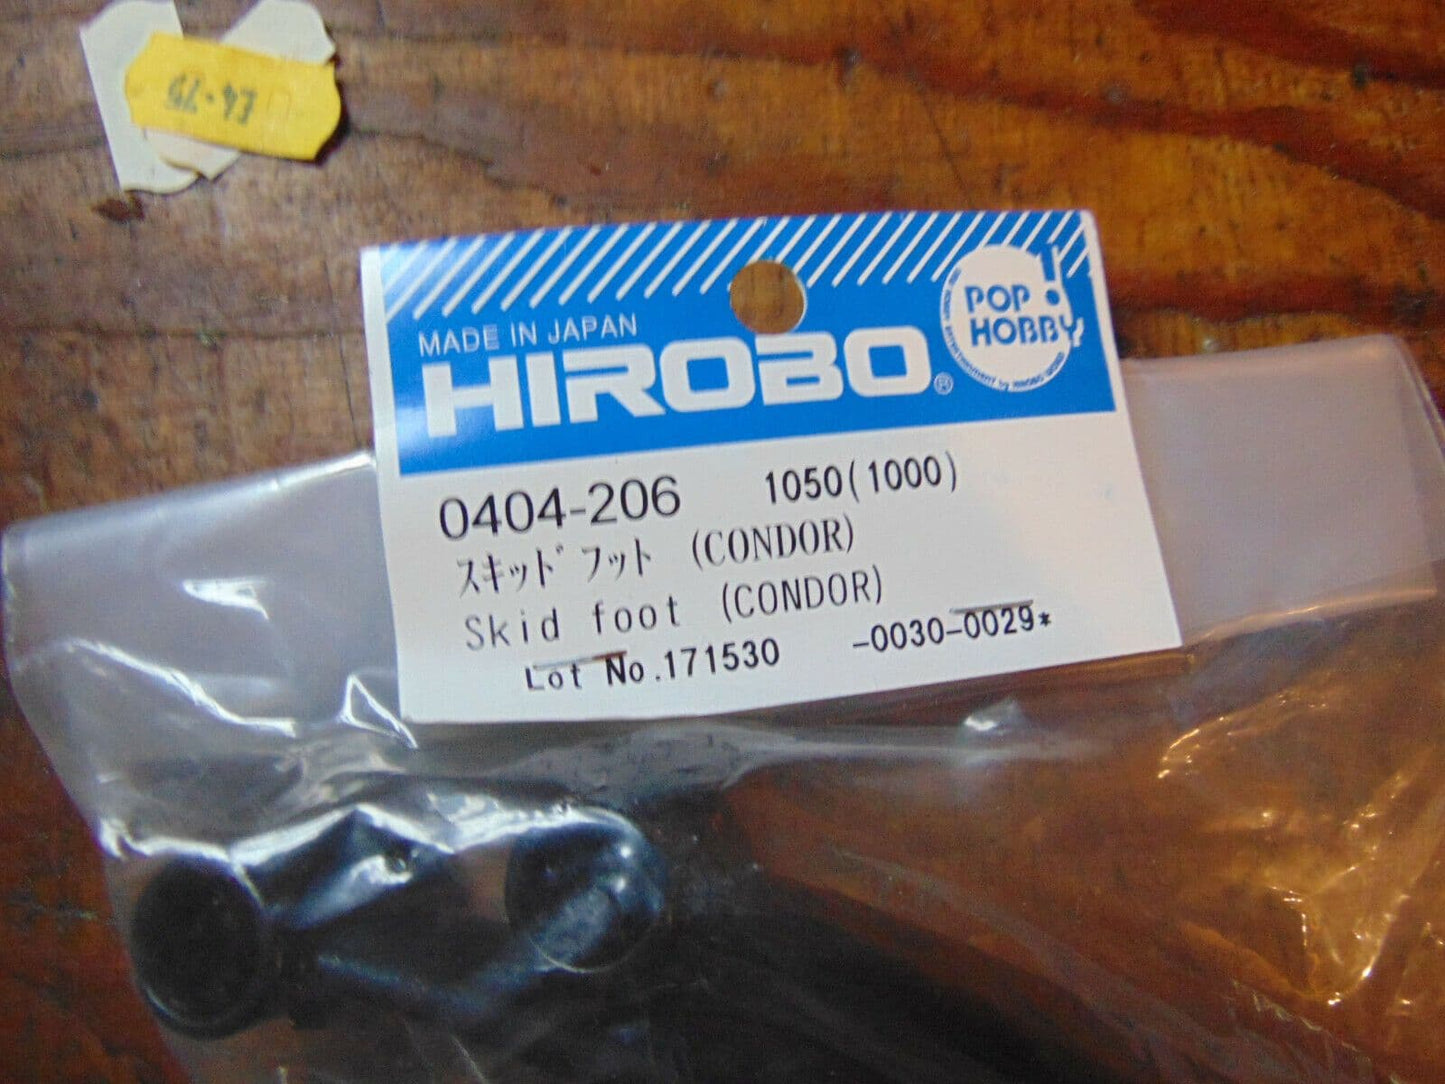 MADE IN JAPAN
HIROBO®
POP!
HOBBY
0404-206 1050(1000)
スキッドフット (CONDOR)
Skid foot (CONDOR)
Lot No.171530 -0030-0029*